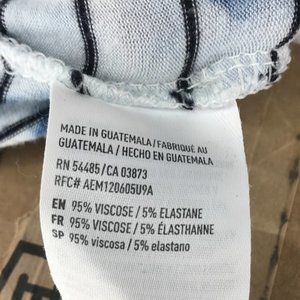 MADE IN GUATEMALA/FABRIQUÉ AU
GUATEMALA/HECHO EN GUATEMALA
RN 54485/CA 03873
RFC# AEM120605U9A
EN 95% VISCOSE / 5% ELASTANE
FR 95% VISCOSE / 5% ÉLASTHANNE
SP 95% viscosa / 5% elastano